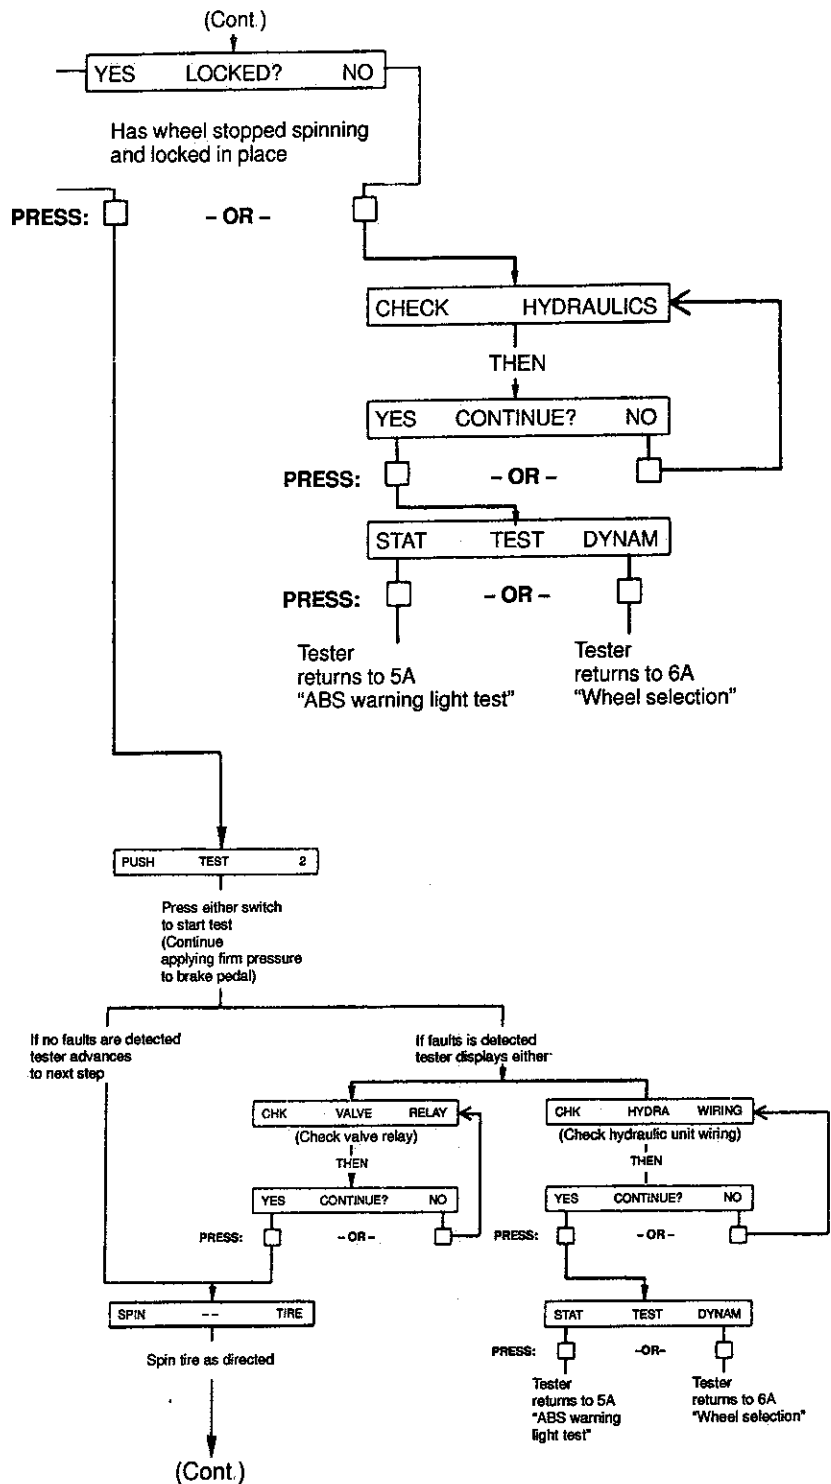 (Cont.)
YES LOCKED? NO
Has wheel stopped spinning
and locked in place
PRESS: – OR –
CHECK HYDRAULICS
THEN
YES CONTINUE? NO
PRESS: – OR –
STAT TEST DYNAM
PRESS: – OR –
Tester
returns to 5A
“ABS warning light test”
Tester
returns to 6A
“Wheel selection”
PUSH TEST 2
Press either switch
to start test
(Continue
applying firm pressure
to brake pedal)
If no faults are detected
tester advances
to next step
If faults is detected
tester displays either
CHK VALVE RELAY
(Check valve relay)
THEN
YES CONTINUE? NO
PRESS: – OR –
CHK HYDRA WIRING
(Check hydraulic unit wiring)
THEN
YES CONTINUE? NO
PRESS: – OR –
SPIN – – TIRE
Spin tire as directed
STAT TEST DYNAM
PRESS: –OR–
Tester
returns to 5A
“ABS warning
light test”
Tester
returns to 6A
“Wheel selection”
(Cont.)